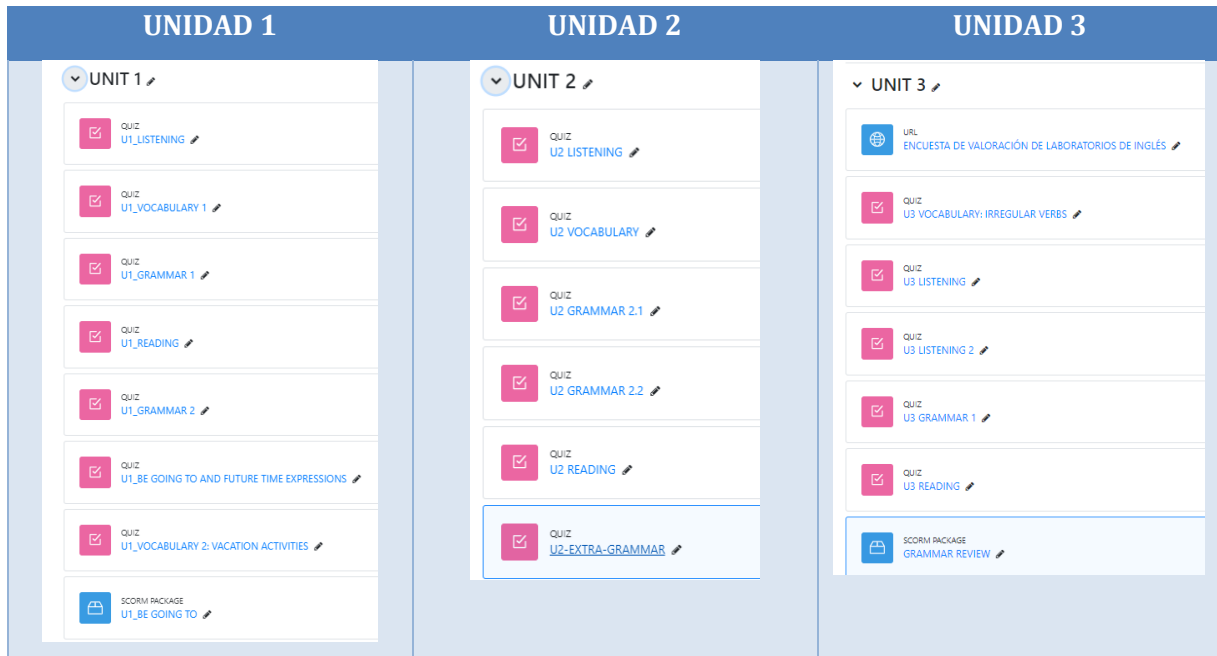 UNIDAD 1
UNIDAD 2
UNIDAD 3
UNIT 1
QUIZ
U1_LISTENING
QUIZ
U1_VOCABULARY 1
QUIZ
U1_GRAMMAR 1
QUIZ
U1_READING
QUIZ
U1_GRAMMAR 2
QUIZ
U1_BE GOING TO AND FUTURE TIME EXPRESSIONS
QUIZ
U1_VOCABULARY 2: VACATION ACTIVITIES
SCORM PACKAGE
U1_BE GOING TO
UNIT 2
QUIZ
U2 LISTENING
QUIZ
U2 VOCABULARY
QUIZ
U2 GRAMMAR 2.1
QUIZ
U2 GRAMMAR 2.2
QUIZ
U2 READING
QUIZ
U2-EXTRA-GRAMMAR
UNIT 3
URL
ENCUESTA DE VALORACIÓN DE LABORATORIOS DE INGLÉS
QUIZ
U3 VOCABULARY: IRREGULAR VERBS
QUIZ
U3 LISTENING
QUIZ
U3 LISTENING 2
QUIZ
U3 GRAMMAR 1
QUIZ
U3 READING
SCORM PACKAGE
GRAMMAR REVIEW